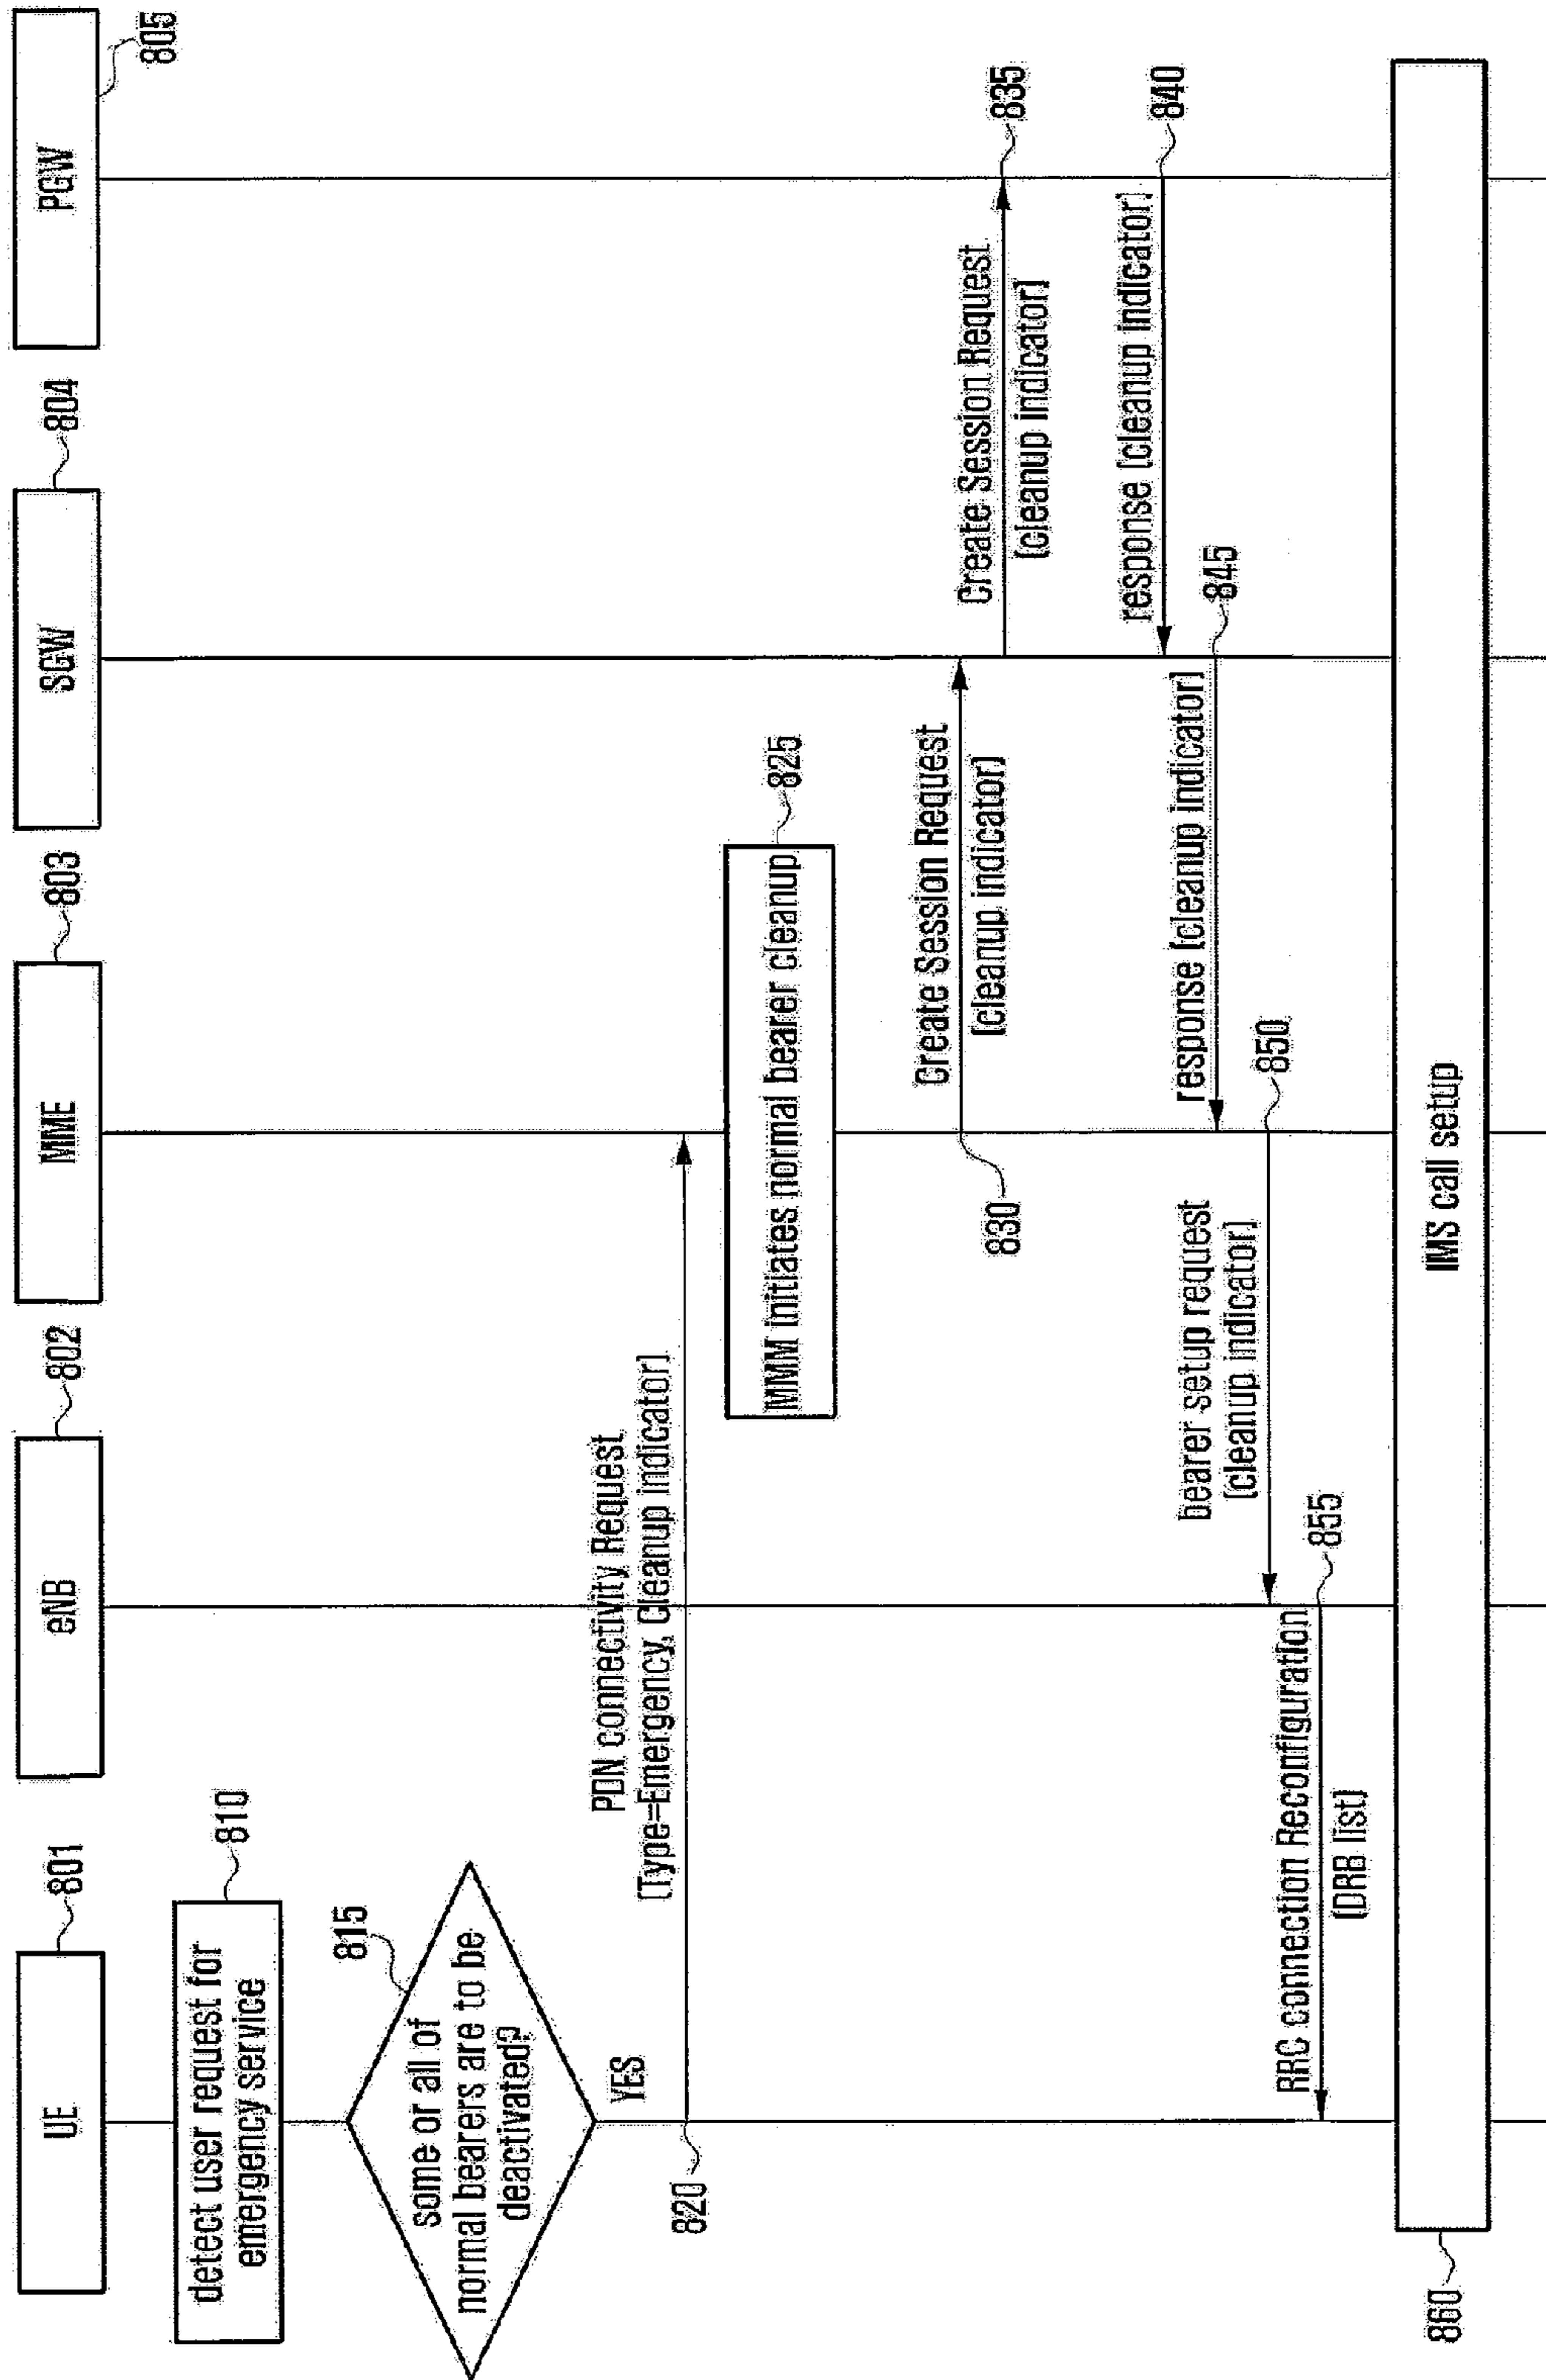 UE
801
eNB
802
MME
803
SGW
804
PGW
805
detect user request for
emergency service
810
some or all of
normal bearers are to be
deactivated?
815
YES
PDN connectivity Request
(Type=Emergency, Cleanup indicator)
820
MMM initiates normal bearer cleanup
825
Create Session Request
(cleanup indicator)
830
Create Session Request
(cleanup indicator)
835
response (cleanup indicator)
840
response (cleanup indicator)
845
bearer setup request
(cleanup indicator)
850
RRC connection Reconfiguration
(DRB list)
855
IMS call setup
860